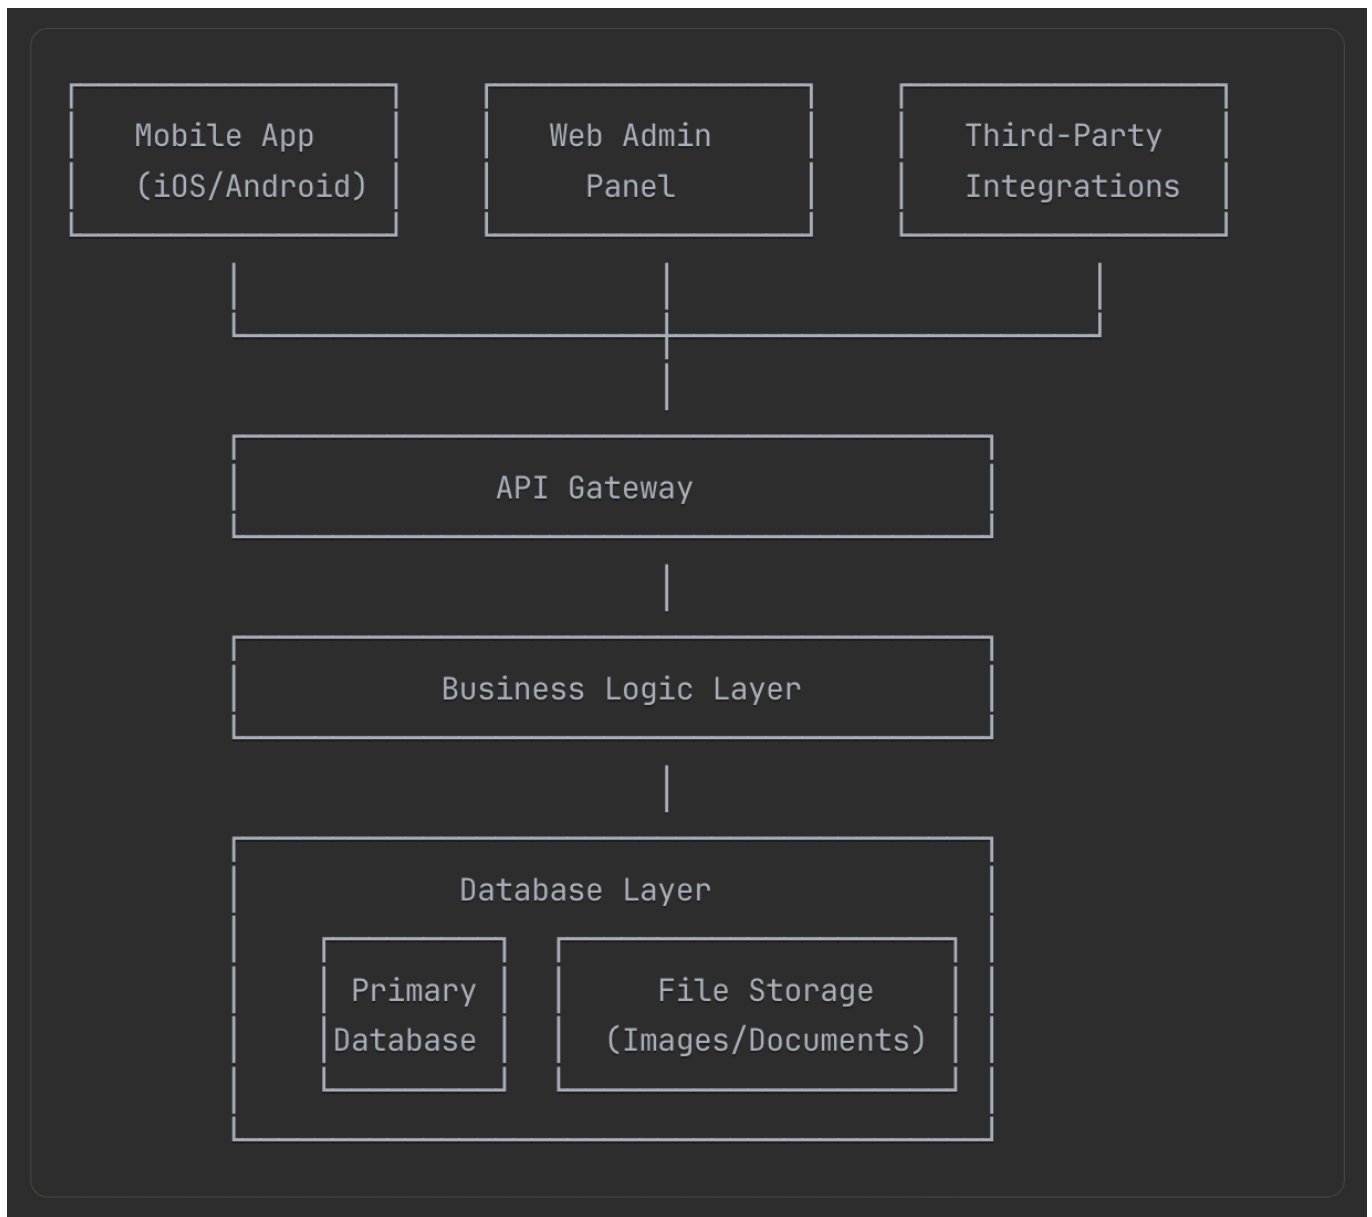 Mobile App
(iOS/Android)
Web Admin
Panel
Third-Party
Integrations
API Gateway
Business Logic Layer
Database Layer
Primary
Database
File Storage
(Images/Documents)